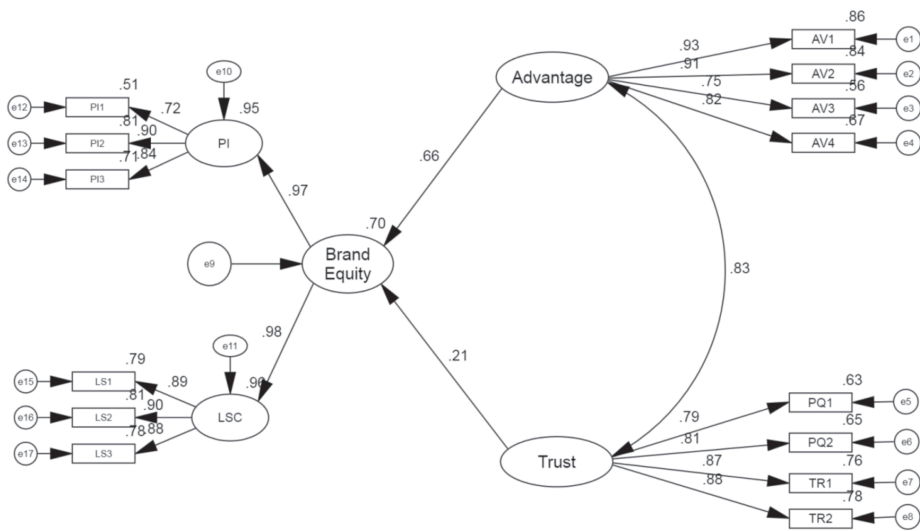 .86
.93
AV1
e1
.91
.84
AV2
e2
.75
.56
AV3
e3
.82
.67
AV4
e4
Advantage
e10
.51
.72
.95
e12
PI1
.81
.90
e13
PI2
PI
.71
.84
e14
PI3
.66
.97
.70
e9
Brand
Equity
.83
.98
.21
e11
.79
.89
.96
e15
LS1
.81
.90
e16
LS2
LSC
.78
.88
e17
LS3
.63
.79
PQ1
e5
.81
.65
PQ2
e6
.87
.76
TR1
e7
.88
.78
TR2
e8
Trust